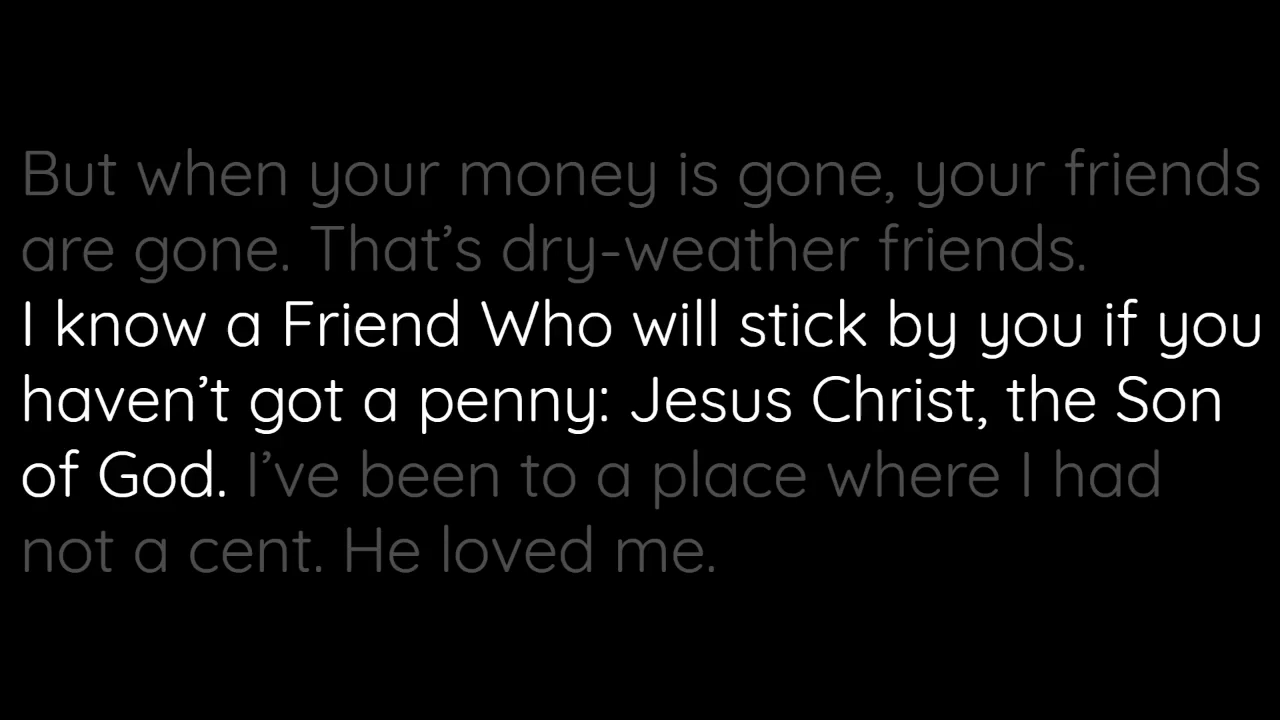 But when your money is gone, your friends
are gone. That’s dry-weather friends.
I know a Friend Who will stick by you if you
haven’t got a penny: Jesus Christ, the Son
of God. I’ve been to a place where I had
not a cent. He loved me.